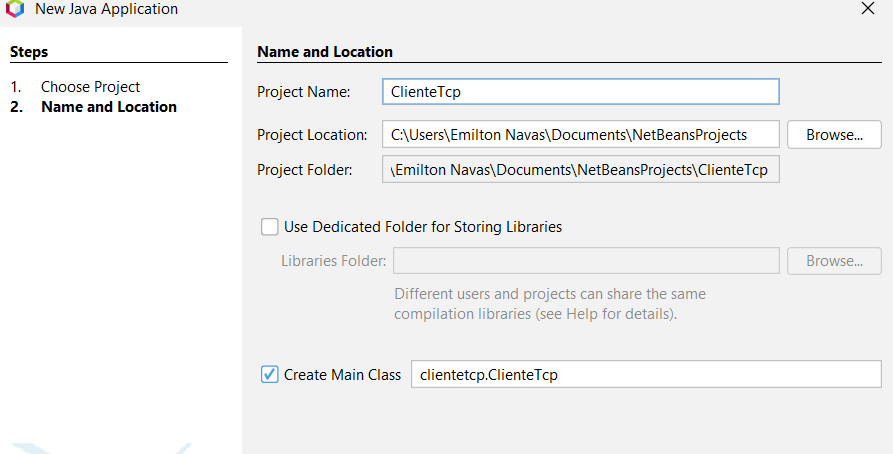 New Java Application
Steps
1. Choose Project
2. Name and Location
Name and Location
Project Name: ClienteTcp
Project Location: C:\Users\Emilton Navas\Documents\NetBeansProjects Browse...
Project Folder: \Emilton Navas\Documents\NetBeansProjects\ClienteTcp
Use Dedicated Folder for Storing Libraries
Libraries Folder: Browse...
Different users and projects can share the same
compilation libraries (see Help for details).
Create Main Class clientetcp.ClienteTcp